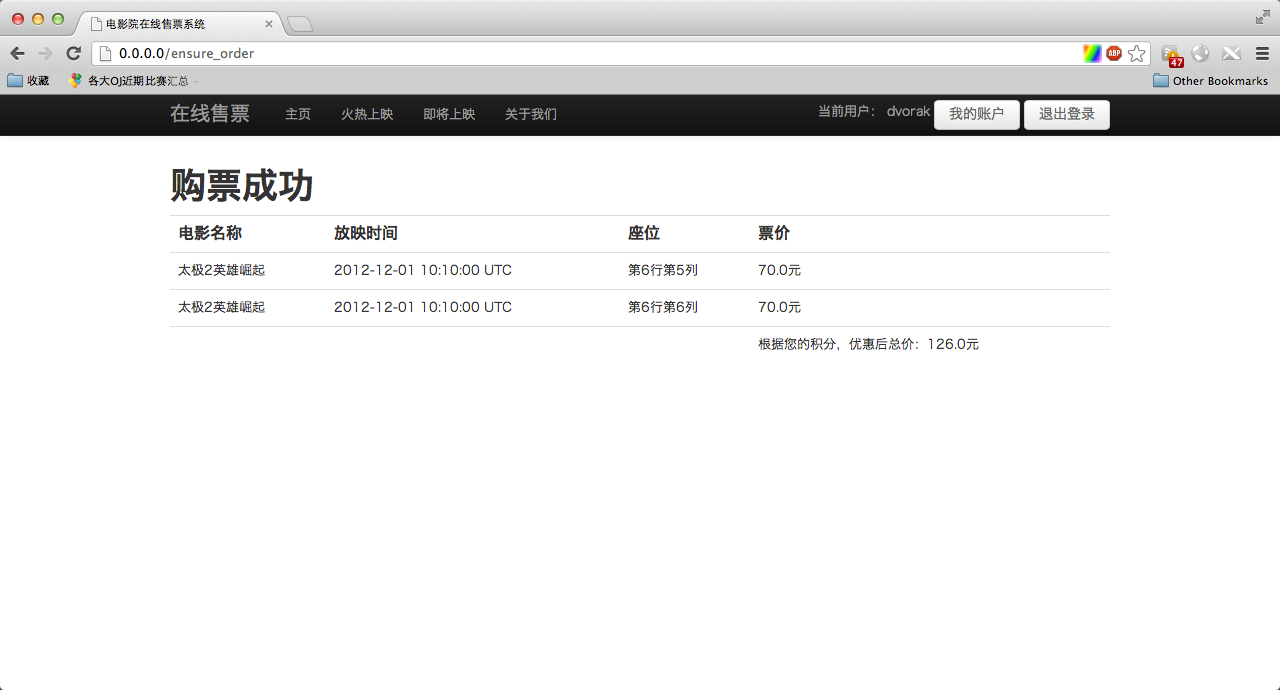 电影院在线售票系统
0.0.0.0/ensure_order
ABP
47
收藏
各大OJ近期比赛汇总 -
Other Bookmarks
在线售票 主页 火热上映 即将上映 关于我们 当前用户： dvorak 我的账户 退出登录
购票成功
电影名称 放映时间 座位 票价
太极2英雄崛起 2012-12-01 10:10:00 UTC 第6行第5列 70.0元
太极2英雄崛起 2012-12-01 10:10:00 UTC 第6行第6列 70.0元
根据您的积分，优惠后总价：126.0元